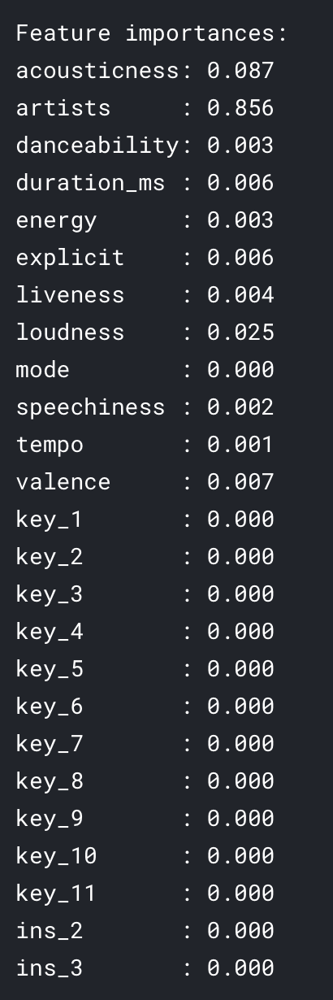 Feature importances:
acousticness: 0.087
artists      : 0.856
danceability: 0.003
duration_ms : 0.006
energy       : 0.003
explicit     : 0.006
liveness     : 0.004
loudness     : 0.025
mode         : 0.000
speechiness : 0.002
tempo        : 0.001
valence      : 0.007
key_1        : 0.000
key_2        : 0.000
key_3        : 0.000
key_4        : 0.000
key_5        : 0.000
key_6        : 0.000
key_7        : 0.000
key_8        : 0.000
key_9        : 0.000
key_10       : 0.000
key_11       : 0.000
ins_2        : 0.000
ins_3        : 0.000